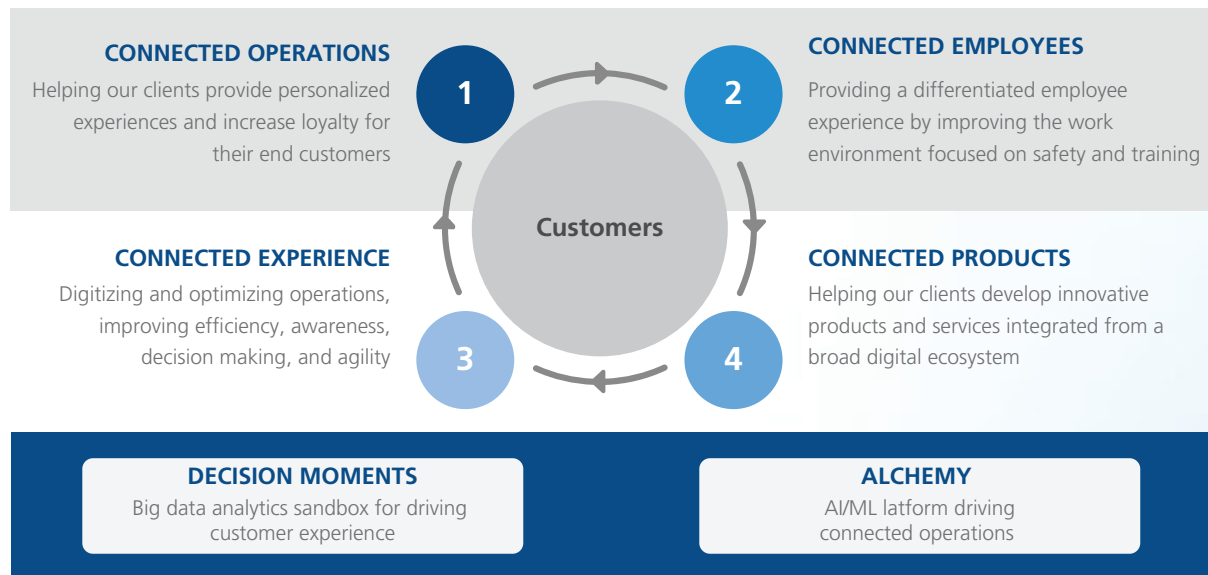 CONNECTED OPERATIONS
Helping our clients provide personalized
experiences and increase loyalty for
their end customers
1
2
CONNECTED EMPLOYEES
Providing a differentiated employee
experience by improving the work
environment focused on safety and training
Customers
CONNECTED EXPERIENCE
Digitizing and optimizing operations,
improving efficiency, awareness,
decision making, and agility
3
4
CONNECTED PRODUCTS
Helping our clients develop innovative
products and services integrated from a
broad digital ecosystem
DECISION MOMENTS
Big data analytics sandbox for driving
customer experience
ALCHEMY
AI/ML latform driving
connected operations